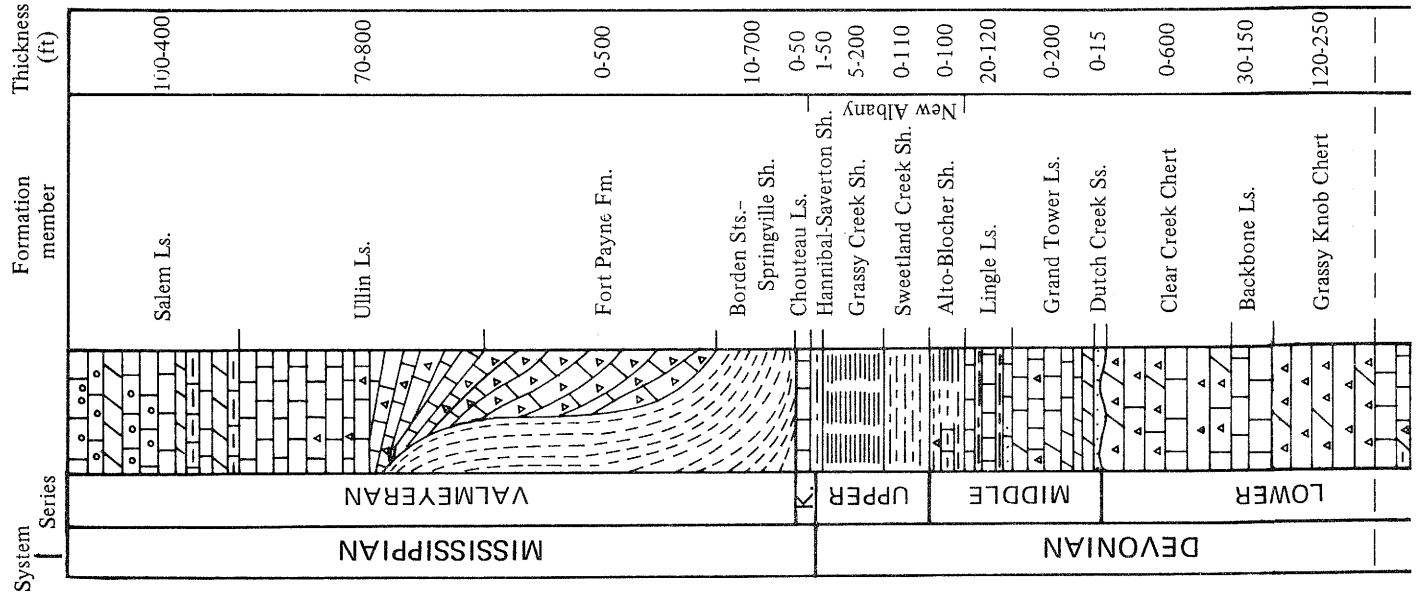 System
Series
Formation
member
Thickness
(ft)
MISSISSIPPIAN
DEVONIAN
VALMEYERAN
K.
UPPER
MIDDLE
LOWER
Salem Ls.
100-400
Ullin Ls.
70-800
Fort Payne Fm.
0-500
Borden Sts.-
Springville Sh.
10-700
Chouteau Ls.
0-50
Hannibal-Saverton Sh.
1-50
Grassy Creek Sh.
5-200
Sweetland Creek Sh.
0-110
New Albany
Alto-Blocher Sh.
0-100
Lingle Ls.
20-120
Grand Tower Ls.
0-200
Dutch Creek Ss.
0-15
Clear Creek Chert
0-600
Backbone Ls.
30-150
Grassy Knob Chert
120-250